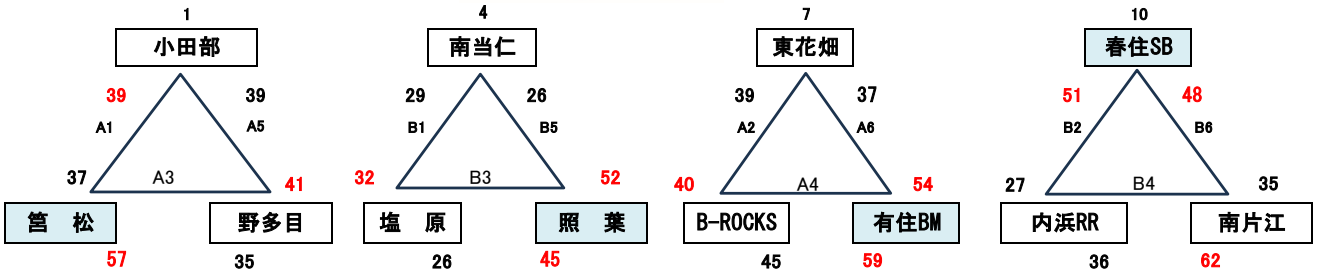 1 4 7 10
小田部 南当仁 東花畑 春住SB
39 39 29 26 39 37 51 48
A1 A5 B1 B5 A2 A6 B2 B6
37 A3 41 32 B3 52 40 A4 54 27 B4 35
筥 松 野多目 塩 原 照 葉 B-ROCKS 有住BM 内浜RR 南片江
57 35 26 45 45 59 36 62